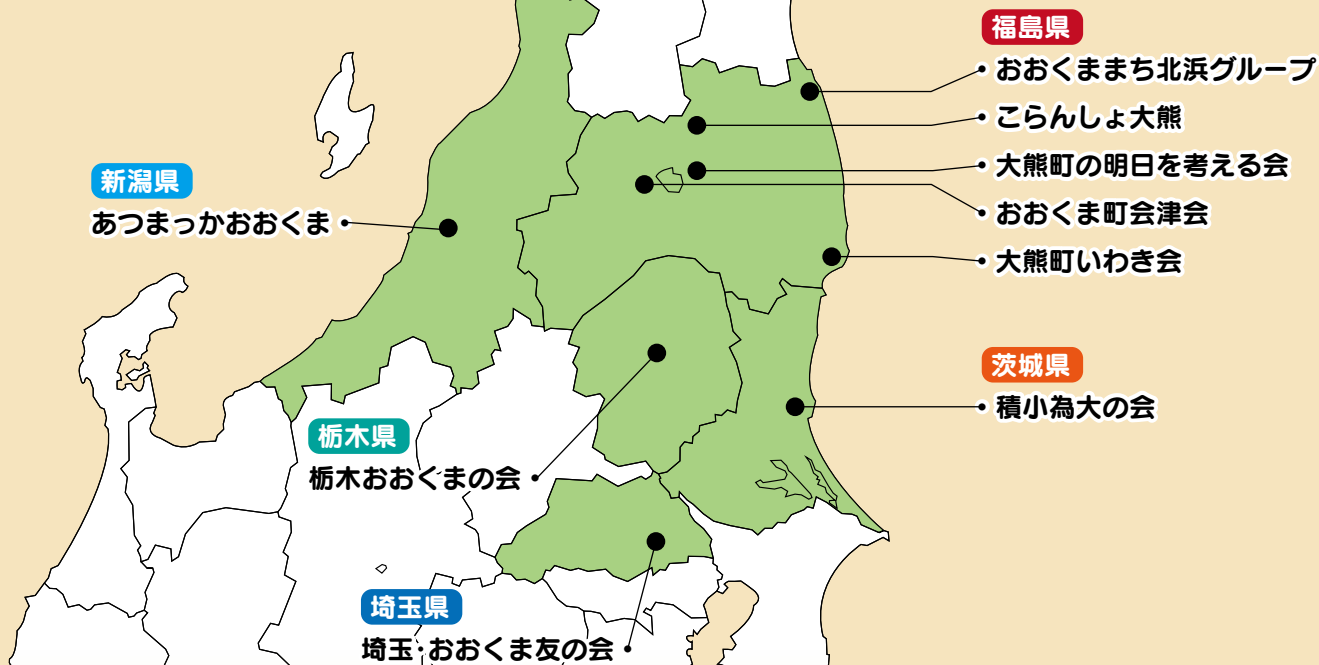 福島県
・おおくままち北浜グループ
・こらんしょ大熊
・大熊町の明日を考える会
・おおくま町会津会
・大熊町いわき会
新潟県
あつまっかおおくま・
茨城県
・積小為大の会
栃木県
栃木おおくまの会・
埼玉県
埼玉・おおくま友の会・